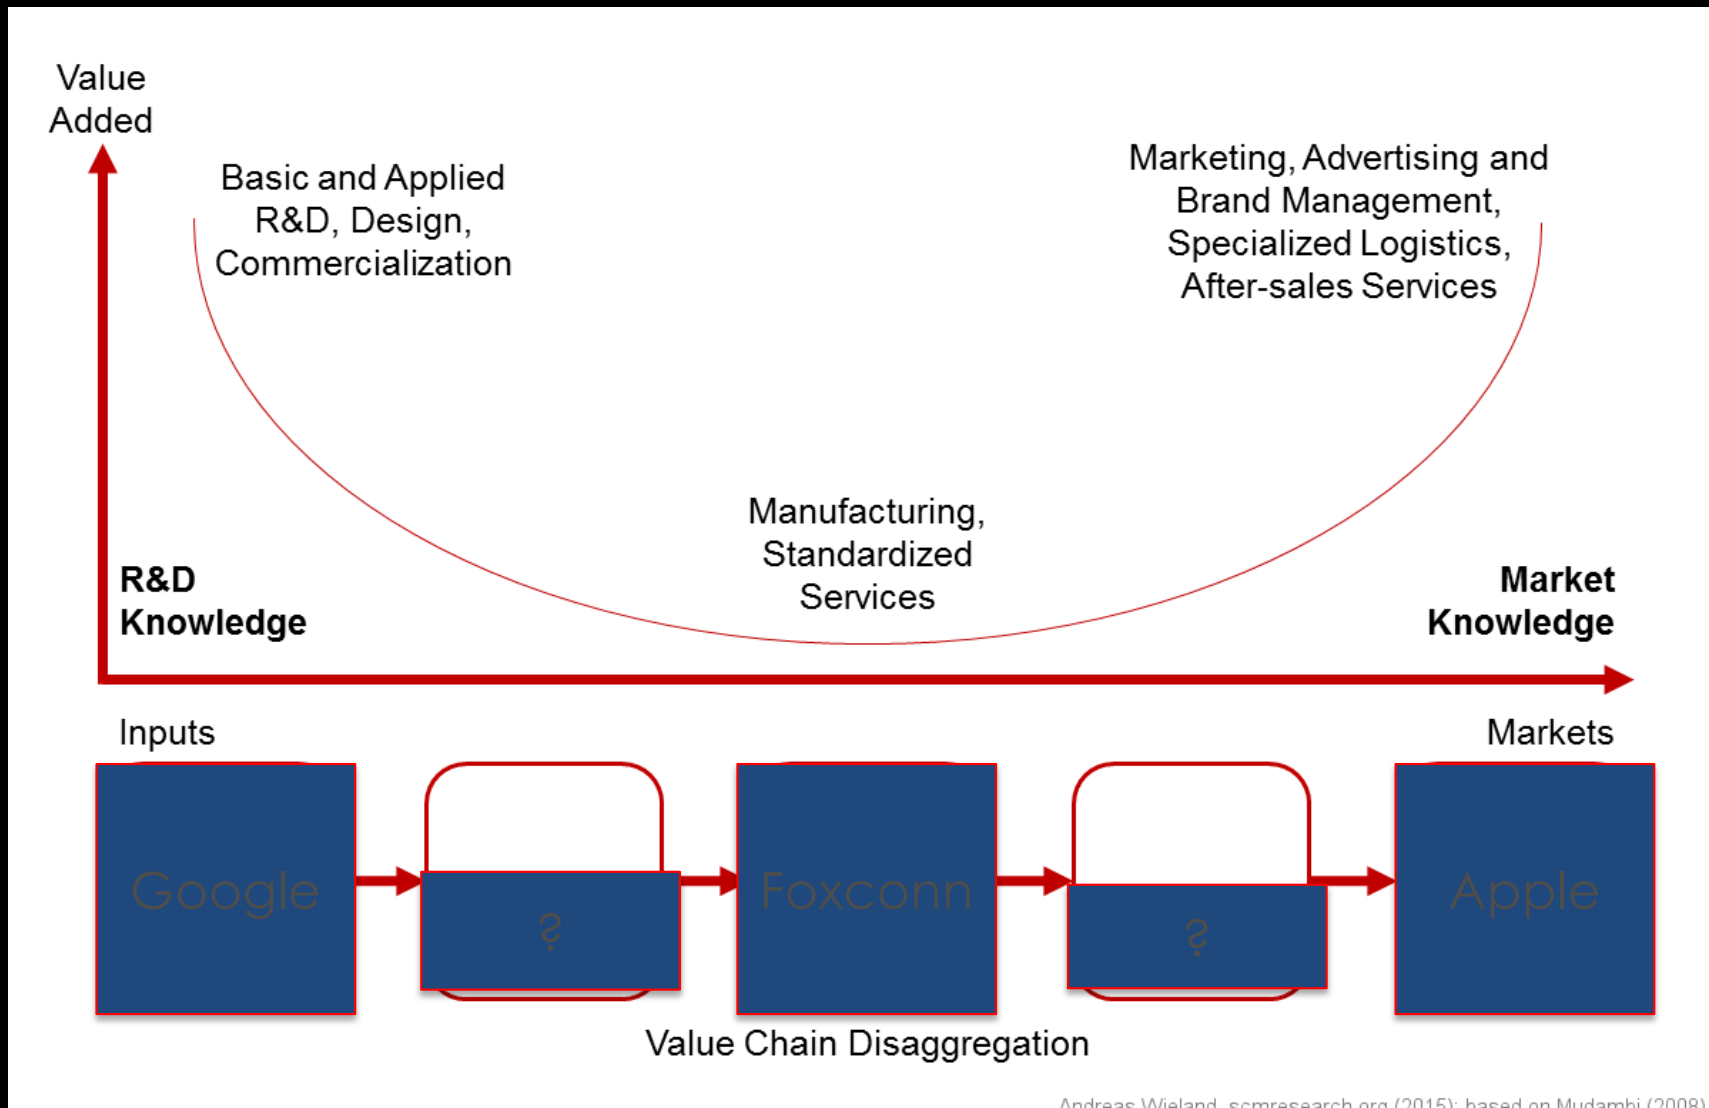 Value
Added
Basic and Applied
R&D, Design,
Commercialization
Marketing, Advertising and
Brand Management,
Specialized Logistics,
After-sales Services
Manufacturing,
Standardized
Services
R&D
Knowledge
Market
Knowledge
Inputs
Markets
Google
?
Foxconn
?
Apple
Value Chain Disaggregation
Andreas Wieland, scmresearch.org (2015); based on Mudambi (2008)